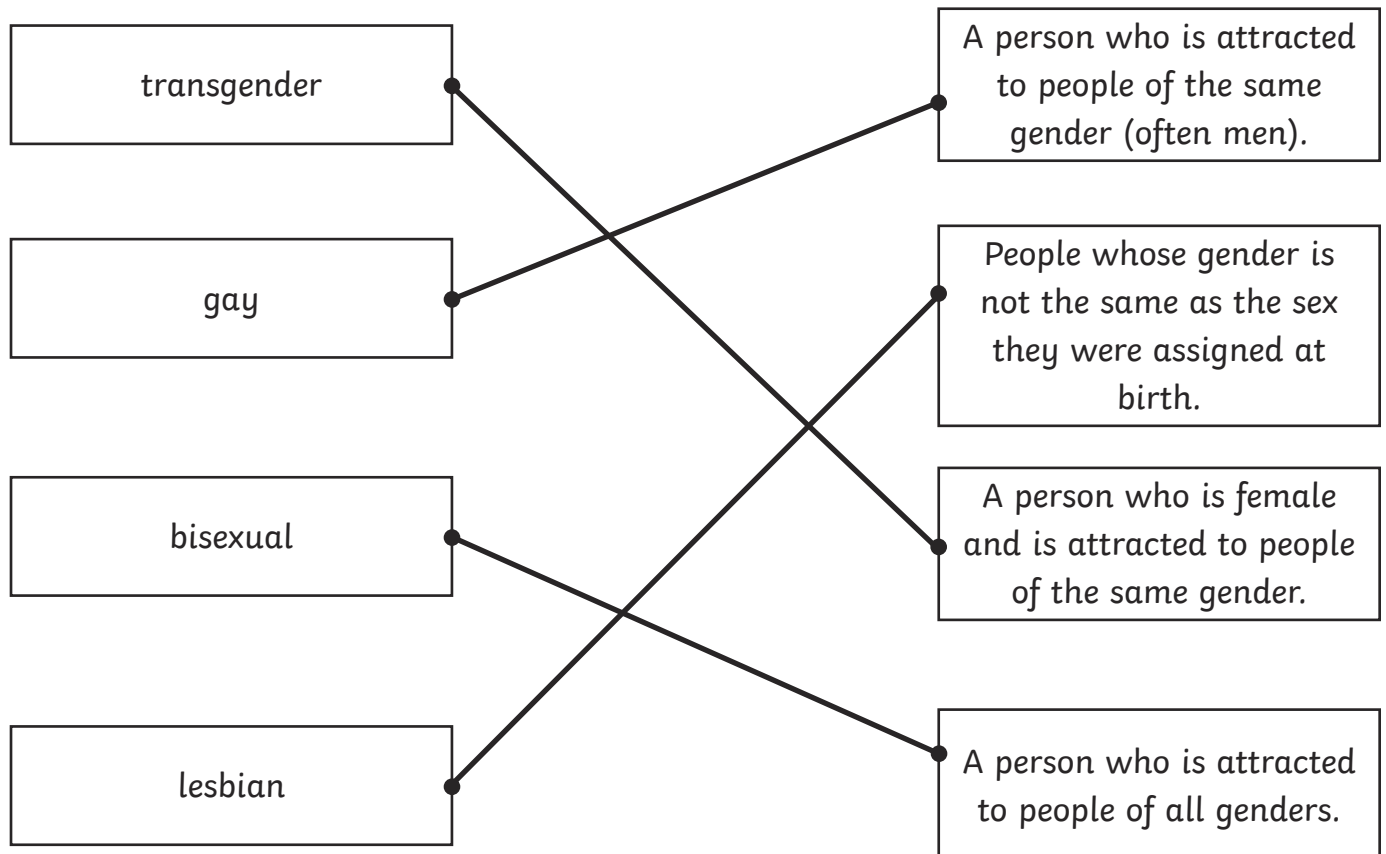 transgender
gay
bisexual
lesbian
A person who is attracted
to people of the same
gender (often men).
People whose gender is
not the same as the sex
they were assigned at
birth.
A person who is female
and is attracted to people
of the same gender.
A person who is attracted
to people of all genders.